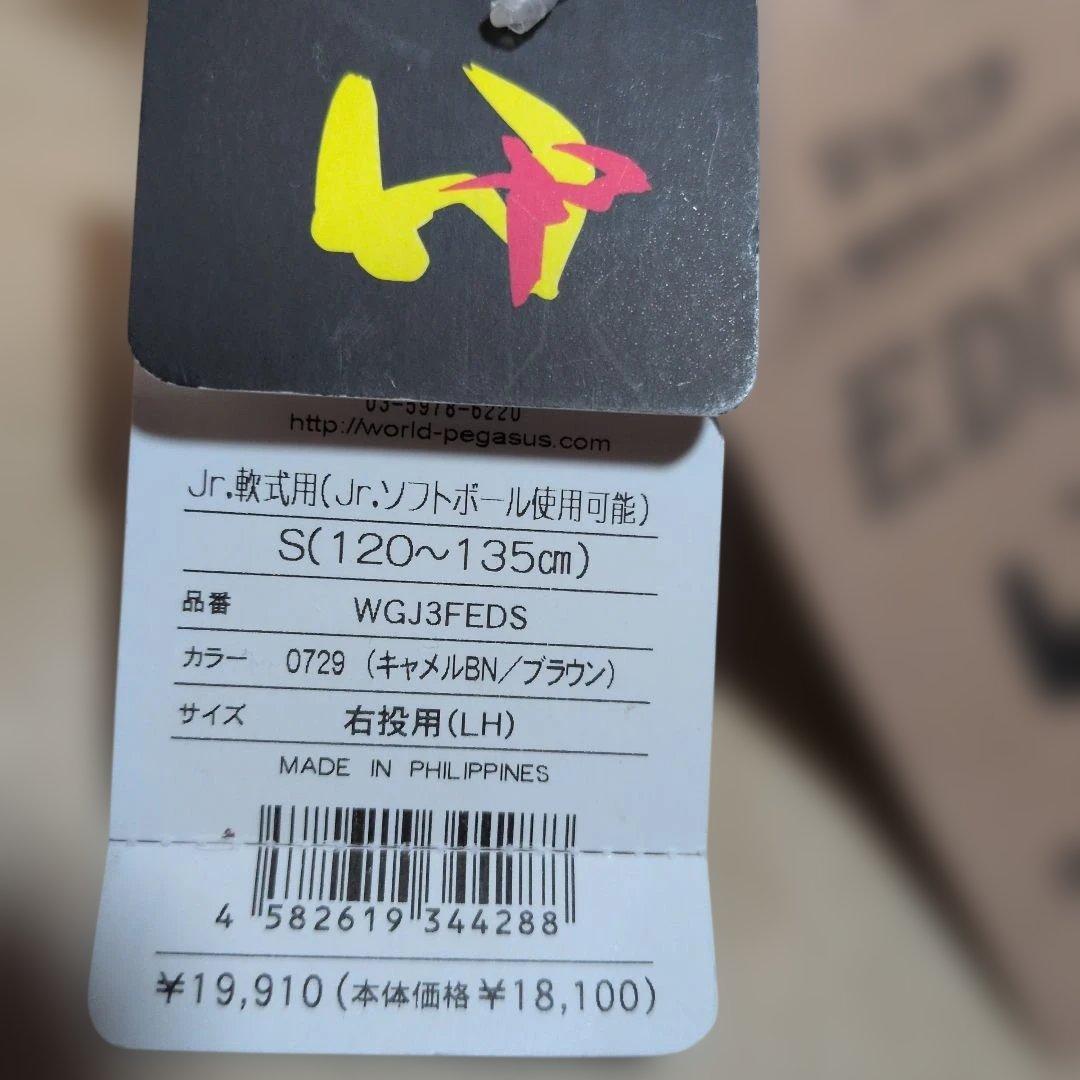 03-5978-6220
http://world-pegasus.com
Jr.軟式用(Jr.ソフトボール使用可能)
S(120～135㎝)
品番 WGJ3FEDS
カラー 0729 (キャメルBN/ブラウン)
サイズ 右投用(LH)
MADE IN PHILIPPINES
4 582619 344288
¥19,910(本体価格¥18,100)